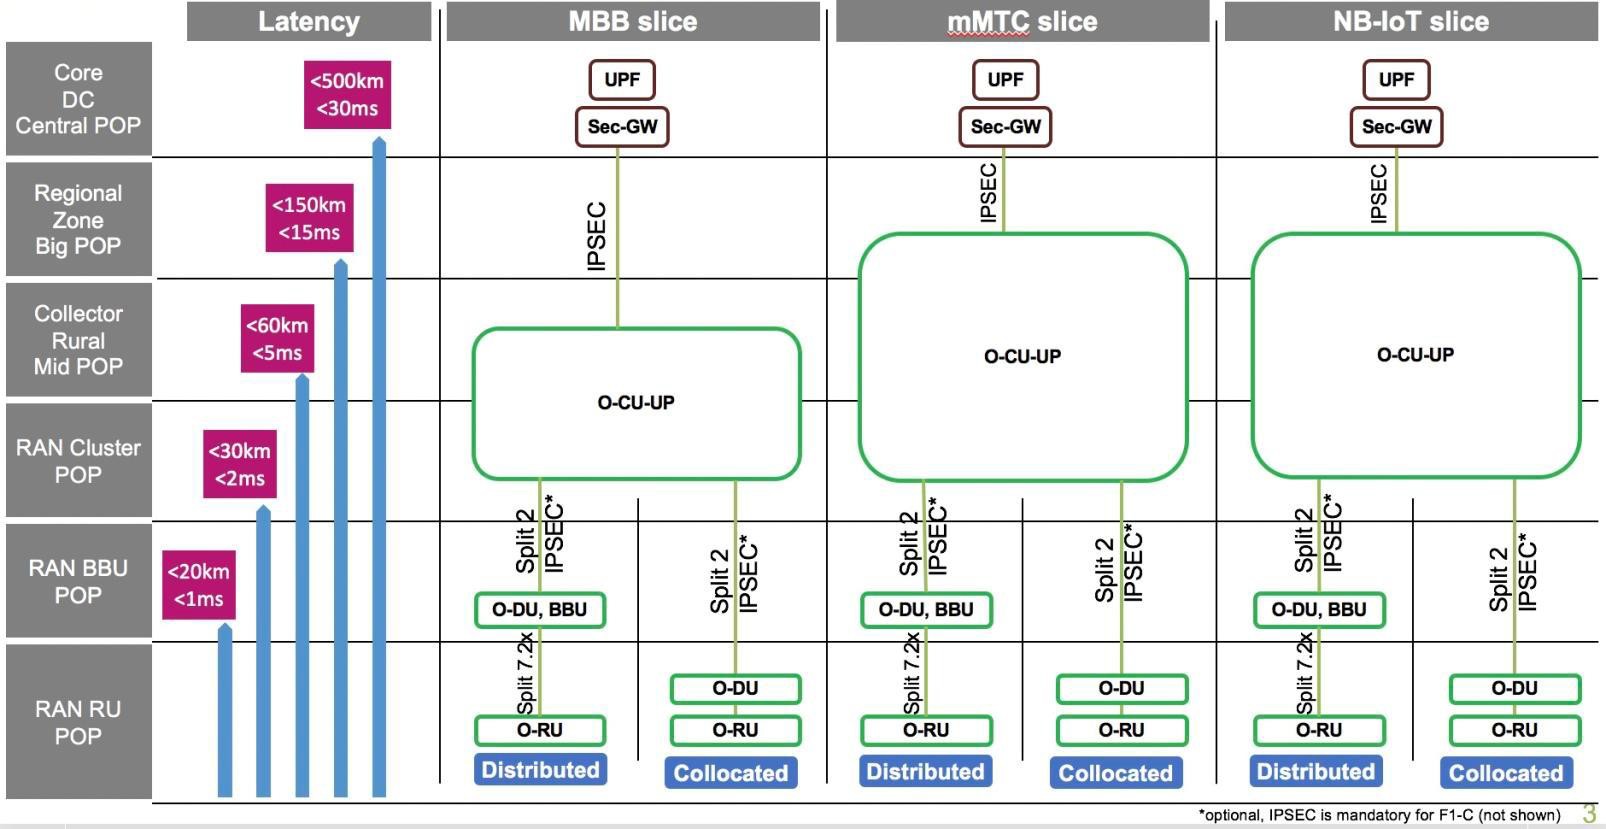 Latency
MBB slice
mMTC slice
NB-IoT slice
Core
DC
Central POP
<500km
<30ms
UPF
Sec-GW
UPF
Sec-GW
UPF
Sec-GW
Regional
Zone
Big POP
<150km
<15ms
IPSEC
IPSEC
IPSEC
Collector
Rural
Mid POP
<60km
<5ms
O-CU-UP
O-CU-UP
O-CU-UP
RAN Cluster
POP
<30km
<2ms
RAN BBU
POP
<20km
<1ms
Split 2
IPSEC*
Split 2
IPSEC*
Split 2
IPSEC*
Split 2
IPSEC*
Split 2
IPSEC*
Split 2
IPSEC*
O-DU, BBU
O-DU, BBU
O-DU, BBU
RAN RU
POP
Split 7.2x
Split 7.2x
Split 7.2x
O-DU
O-DU
O-DU
O-RU
O-RU
O-RU
O-RU
O-RU
O-RU
Distributed
Collocated
Distributed
Collocated
Distributed
Collocated
*optional, IPSEC is mandatory for F1-C (not shown)
3